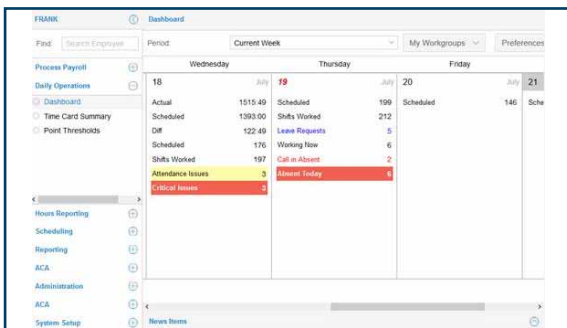 FRANK
Dashboard
Find
Search Employee
Period
Current Week
My Workgroups
Preferences
Process Payroll
Daily Operations
Dashboard
Time Card Summary
Point Thresholds
Hours Reporting
Scheduling
Reporting
ACA
Administration
ACA
System Setup
Wednesday
Thursday
Friday
18 July
19 July
20 July
21
Actual 1515:49
Scheduled 1393:00
Diff 122:49
Scheduled 176
Shifts Worked 197
Attendance Issues 3
Critical Issues 3
Scheduled 199
Shifts Worked 212
Leave Requests 5
Working Now 6
Call in Absent 2
Absent Today 6
Scheduled 146
Sche
News Items